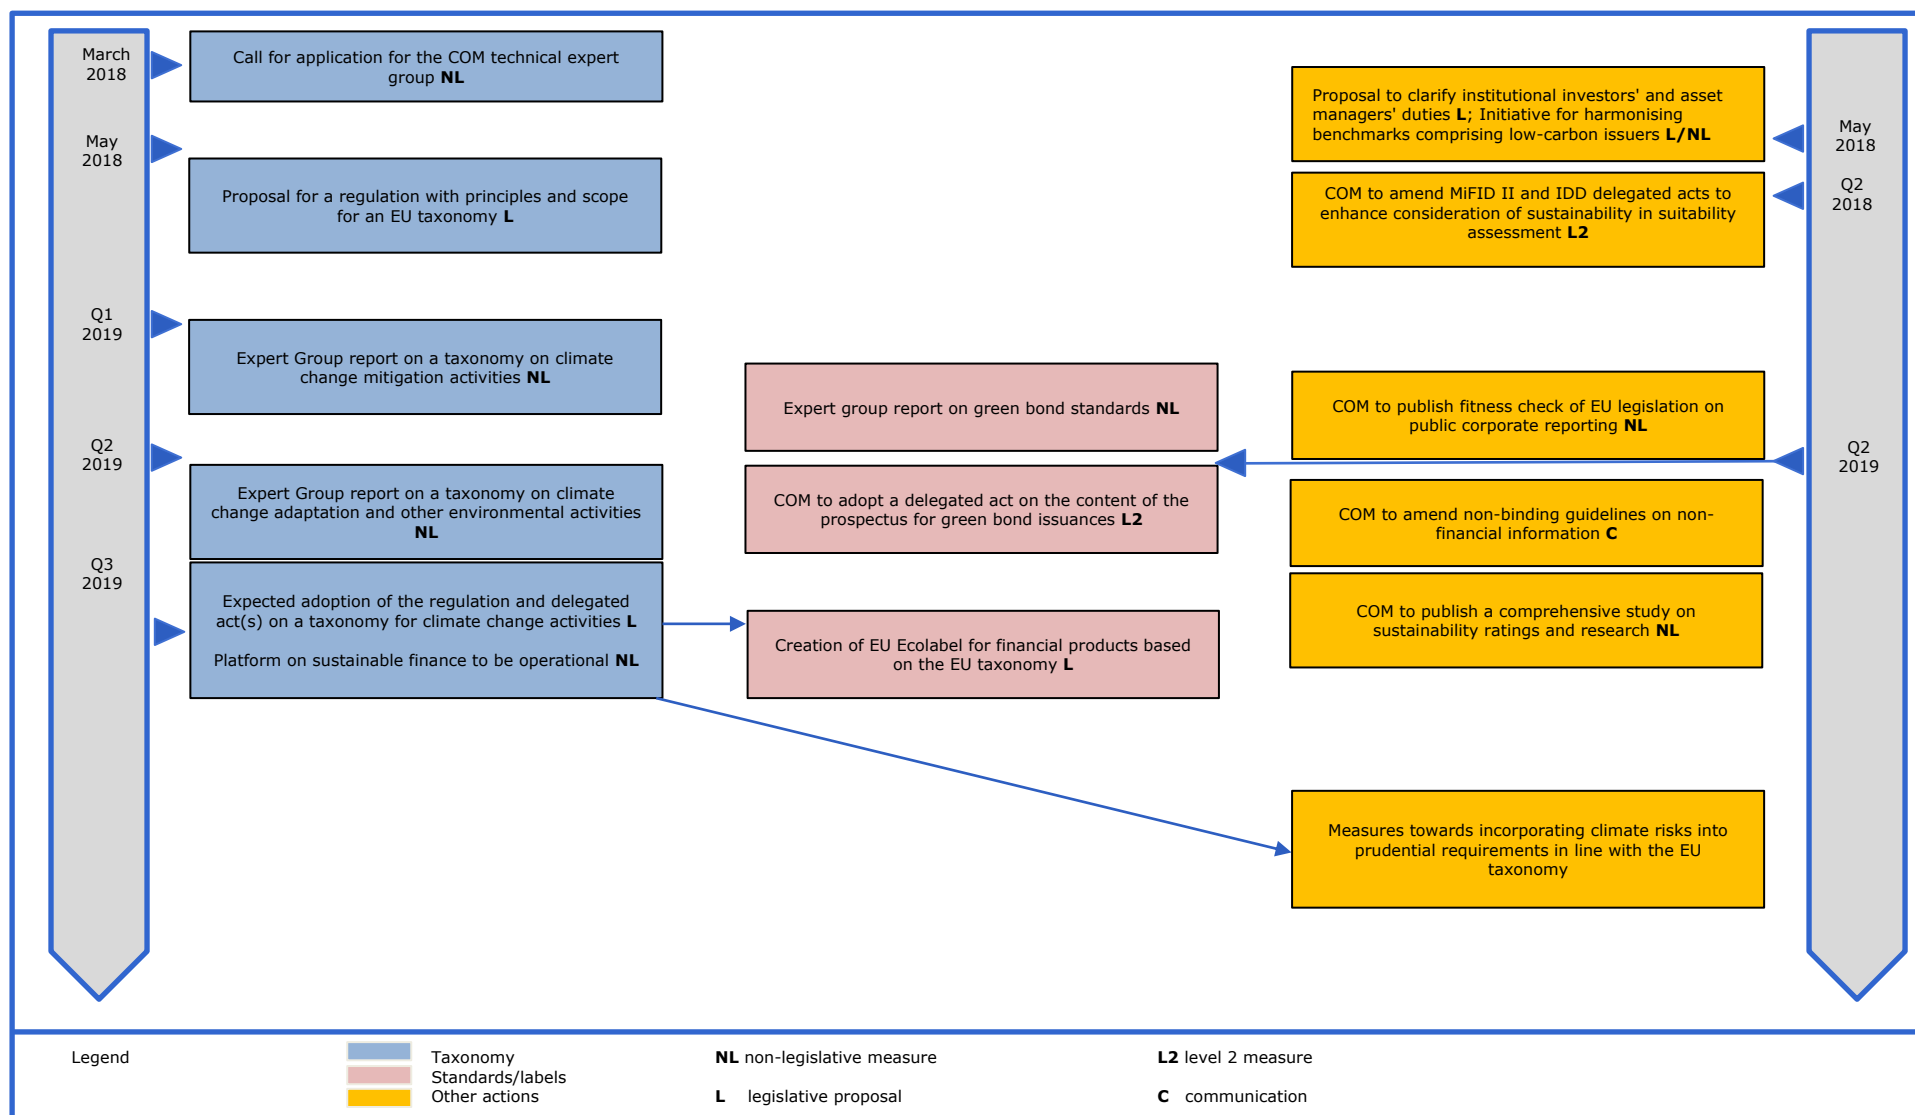 March
2018
Call for application for the COM technical expert
group NL
May
2018
Proposal for a regulation with principles and scope
for an EU taxonomy L
Q1
2019
Expert Group report on a taxonomy on climate
change mitigation activities NL
Q2
2019
Expert Group report on a taxonomy on climate
change adaptation and other environmental activities
NL
Q3
2019
Expected adoption of the regulation and delegated
act(s) on a taxonomy for climate change activities L
Platform on sustainable finance to be operational NL
Expert group report on green bond standards NL
COM to adopt a delegated act on the content of the
prospectus for green bond issuances L2
Creation of EU Ecolabel for financial products based
on the EU taxonomy L
Proposal to clarify institutional investors' and asset
managers' duties L; Initiative for harmonising
benchmarks comprising low-carbon issuers L/NL
May
2018
COM to amend MiFID II and IDD delegated acts to
enhance consideration of sustainability in suitability
assessment L2
Q2
2018
COM to publish fitness check of EU legislation on
public corporate reporting NL
Q2
2019
COM to amend non-binding guidelines on non-
financial information C
COM to publish a comprehensive study on
sustainability ratings and research NL
Measures towards incorporating climate risks into
prudential requirements in line with the EU
taxonomy
Legend
Taxonomy
Standards/labels
Other actions
NL non-legislative measure
L legislative proposal
L2 level 2 measure
C communication